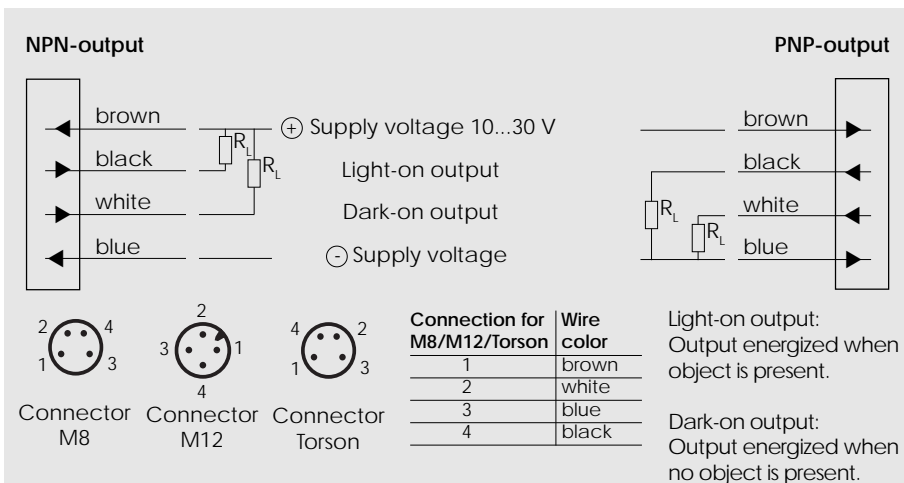 NPN-output PNP-output
brown + Supply voltage 10...30 V brown
RL
black RL Light-on output black
white Dark-on output RL white
RL
blue - Supply voltage blue
2 4 1 3
Connector
M8
2 3 1 4
Connector
M12
4 2 1 3
Connector
Torson
Connection for Wire
M8/M12/Torson color
1 brown
2 white
3 blue
4 black
Light-on output:
Output energized when
object is present.
Dark-on output:
Output energized when
no object is present.